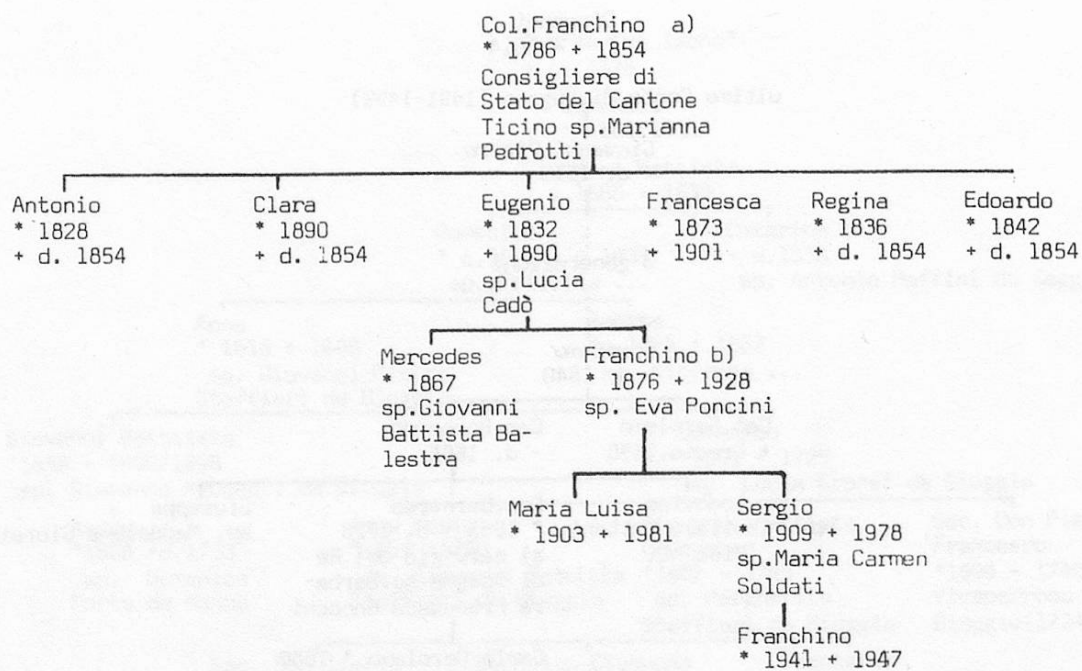 Col.Franchino a)
* 1786 + 1854
Consigliere di
Stato del Cantone
Ticino sp.Marianna
Pedrotti
Antonio
* 1828
+ d. 1854
Clara
* 1890
+ d. 1854
Eugenio
* 1832
+ 1890
sp.Lucia
Cadò
Francesca
* 1873
+ 1901
Regina
* 1836
+ d. 1854
Edoardo
* 1842
+ d. 1854
Mercedes
* 1867
sp.Giovanni
Battista Ba-
lestra
Franchino b)
* 1876 + 1928
sp. Eva Poncini
Maria Luisa
* 1903 + 1981
Sergio
* 1909 + 1978
sp.Maria Carmen
Soldati
Franchino
* 1941 + 1947